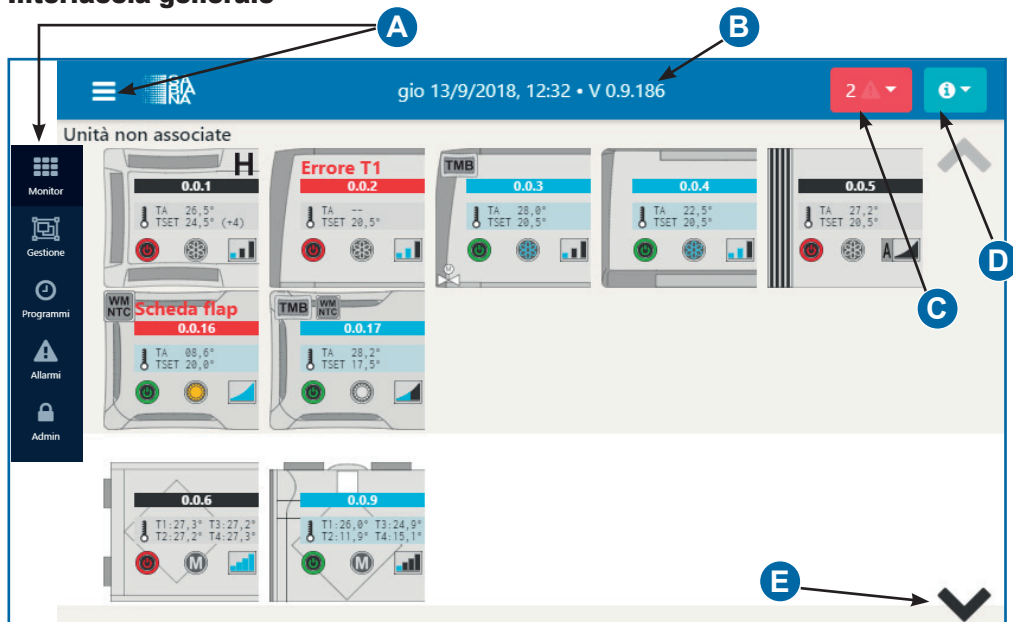 Interfaccia generale
A
B
SA
BIA
NA
gio 13/9/2018, 12:32 • V 0.9.186
2
Unità non associate
Monitor
Gestione
Programmi
Allarmi
Admin
H
0.0.1
TA 26,5°
TSET 24,5° (+4)
Errore T1
0.0.2
TA --
TSET 20,5°
TMB
0.0.3
TA 28,0°
TSET 20,5°
0.0.4
TA 22,5°
TSET 20,5°
0.0.5
TA 27,2°
TSET 20,5°
A
D
C
WM
NTC
Scheda flap
0.0.16
TA 08,6°
TSET 20,0°
TMB
WM
NTC
0.0.17
TA 28,2°
TSET 17,5°
0.0.6
T1:27,3° T3:27,2°
T2:27,2° T4:27,3°
M
0.0.9
T1:26,0° T3:24,9°
T2:11,9° T4:15,1°
M
E